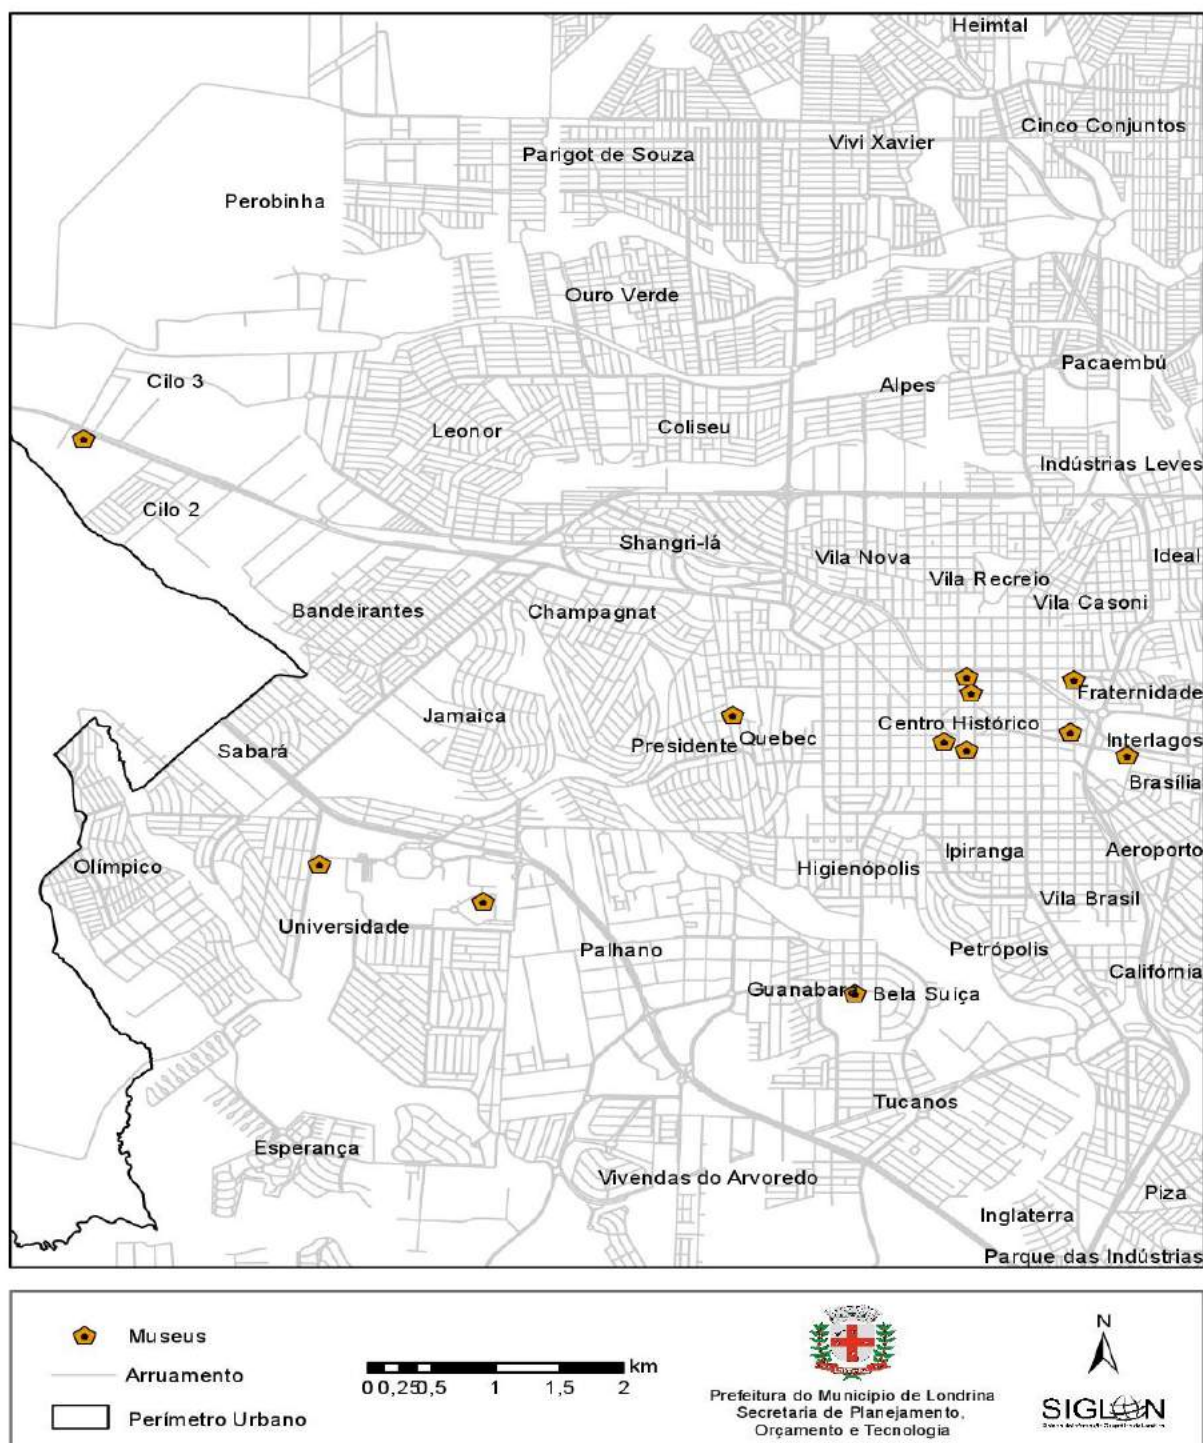 Heimtal
Cinco Conjuntos
Vivi Xavier
Parigot de Souza
Perobinha
Ouro Verde
Pacaembú
Cilo 3
Alpes
Leonor
Coliseu
Indústrias Leves
Cilo 2
Shangri-lá
Vila Nova
Ideal
Vila Recreio
Vila Casoni
Bandeirantes
Champagnat
Fraternidade
Jamaica
Centro Histórico
Presidente
Quebec
Interlagos
Sabará
Brasília
Olímpico
Ipiranga
Aeroporto
Higienópolis
Vila Brasil
Universidade
Palhano
Petrópolis
Califórnia
Guanabara
Bela Suiça
Tucanos
Esperança
Vivendas do Arvoredo
Piza
Inglaterra
Parque das Indústrias
Museus
Arruamento
Perímetro Urbano
km
0 0,25 0,5 1 2
Prefeitura do Município de Londrina
Secretaria de Planejamento,
Orçamento e Tecnologia
N
SIGLON